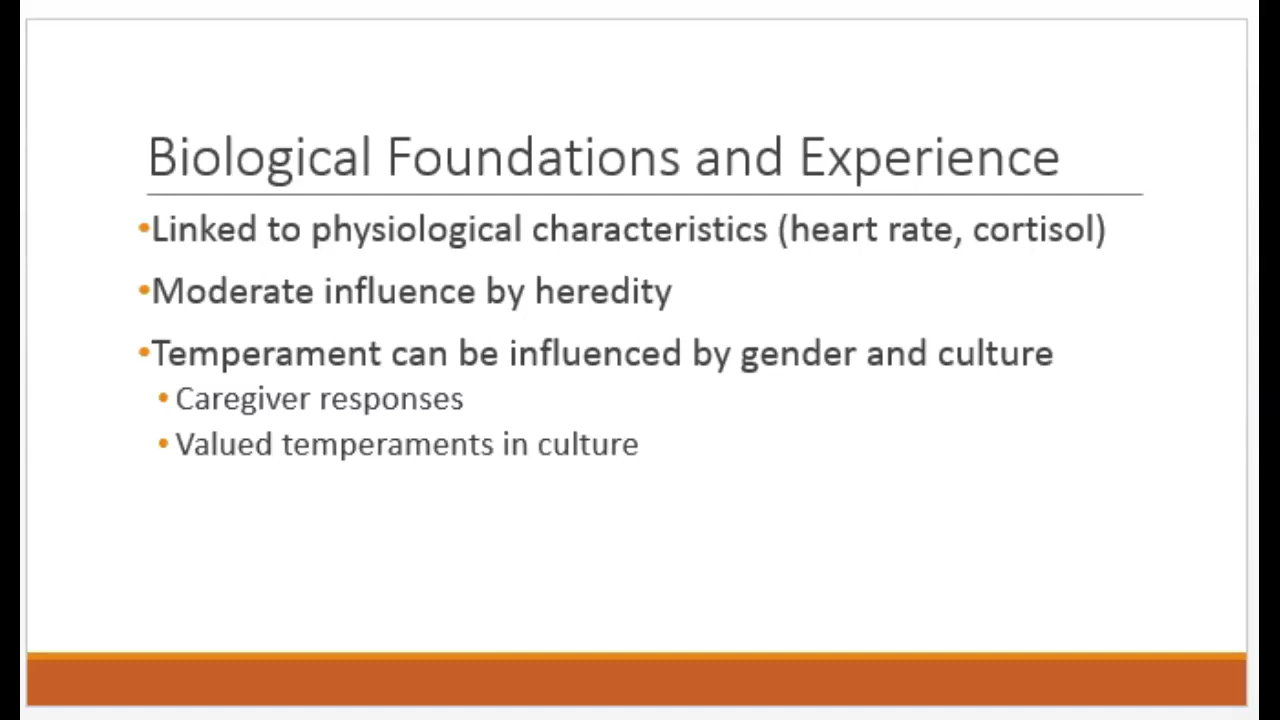 Biological Foundations and Experience
•Linked to physiological characteristics (heart rate, cortisol)
•Moderate influence by heredity
•Temperament can be influenced by gender and culture
• Caregiver responses
• Valued temperaments in culture